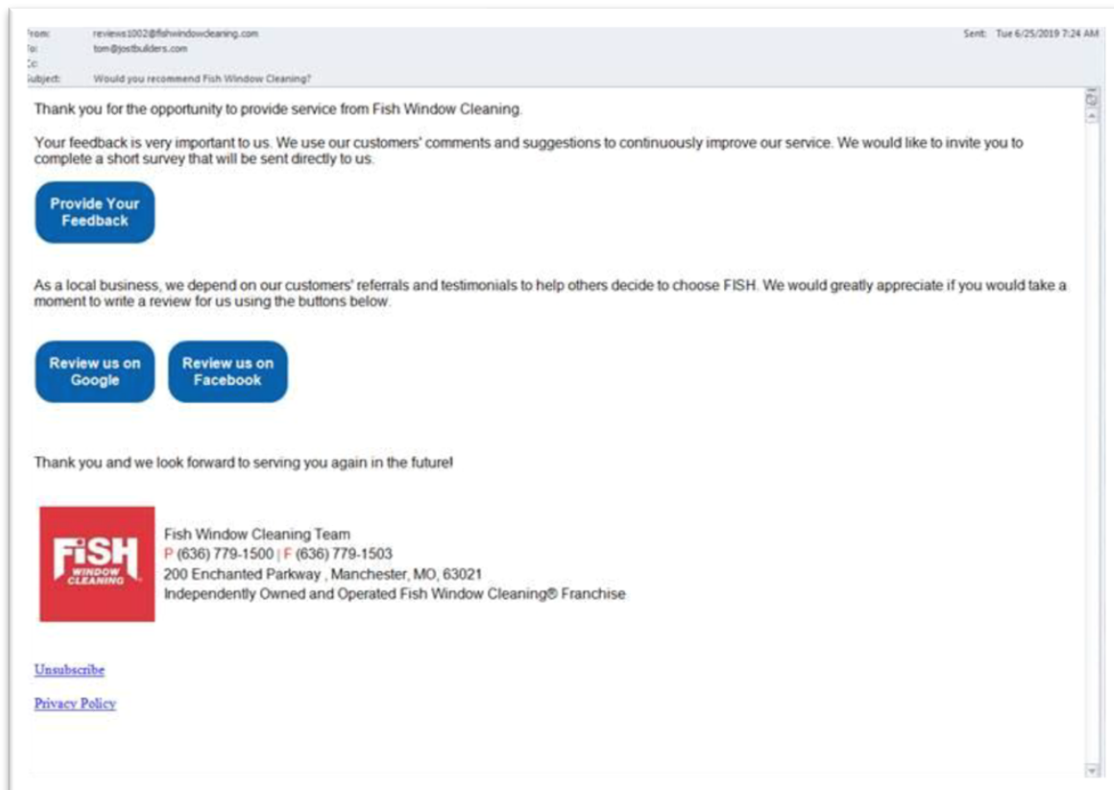 From: reviews1002@fishwindowcleaning.com Sent: Tue 6/25/2019 7:24 AM
To: tom@jostbuilders.com
Cc:
Subject: Would you recommend Fish Window Cleaning?
Thank you for the opportunity to provide service from Fish Window Cleaning.
Your feedback is very important to us. We use our customers' comments and suggestions to continuously improve our service. We would like to invite you to
complete a short survey that will be sent directly to us.
Provide Your
Feedback
As a local business, we depend on our customers' referrals and testimonials to help others decide to choose FISH. We would greatly appreciate if you would take a
moment to write a review for us using the buttons below.
Review us on
Google
Review us on
Facebook
Thank you and we look forward to serving you again in the future!
FiSH
WINDOW
CLEANING
Fish Window Cleaning Team
P (636) 779-1500 | F (636) 779-1503
200 Enchanted Parkway , Manchester, MO, 63021
Independently Owned and Operated Fish Window Cleaning® Franchise
Unsubscribe
Privacy Policy